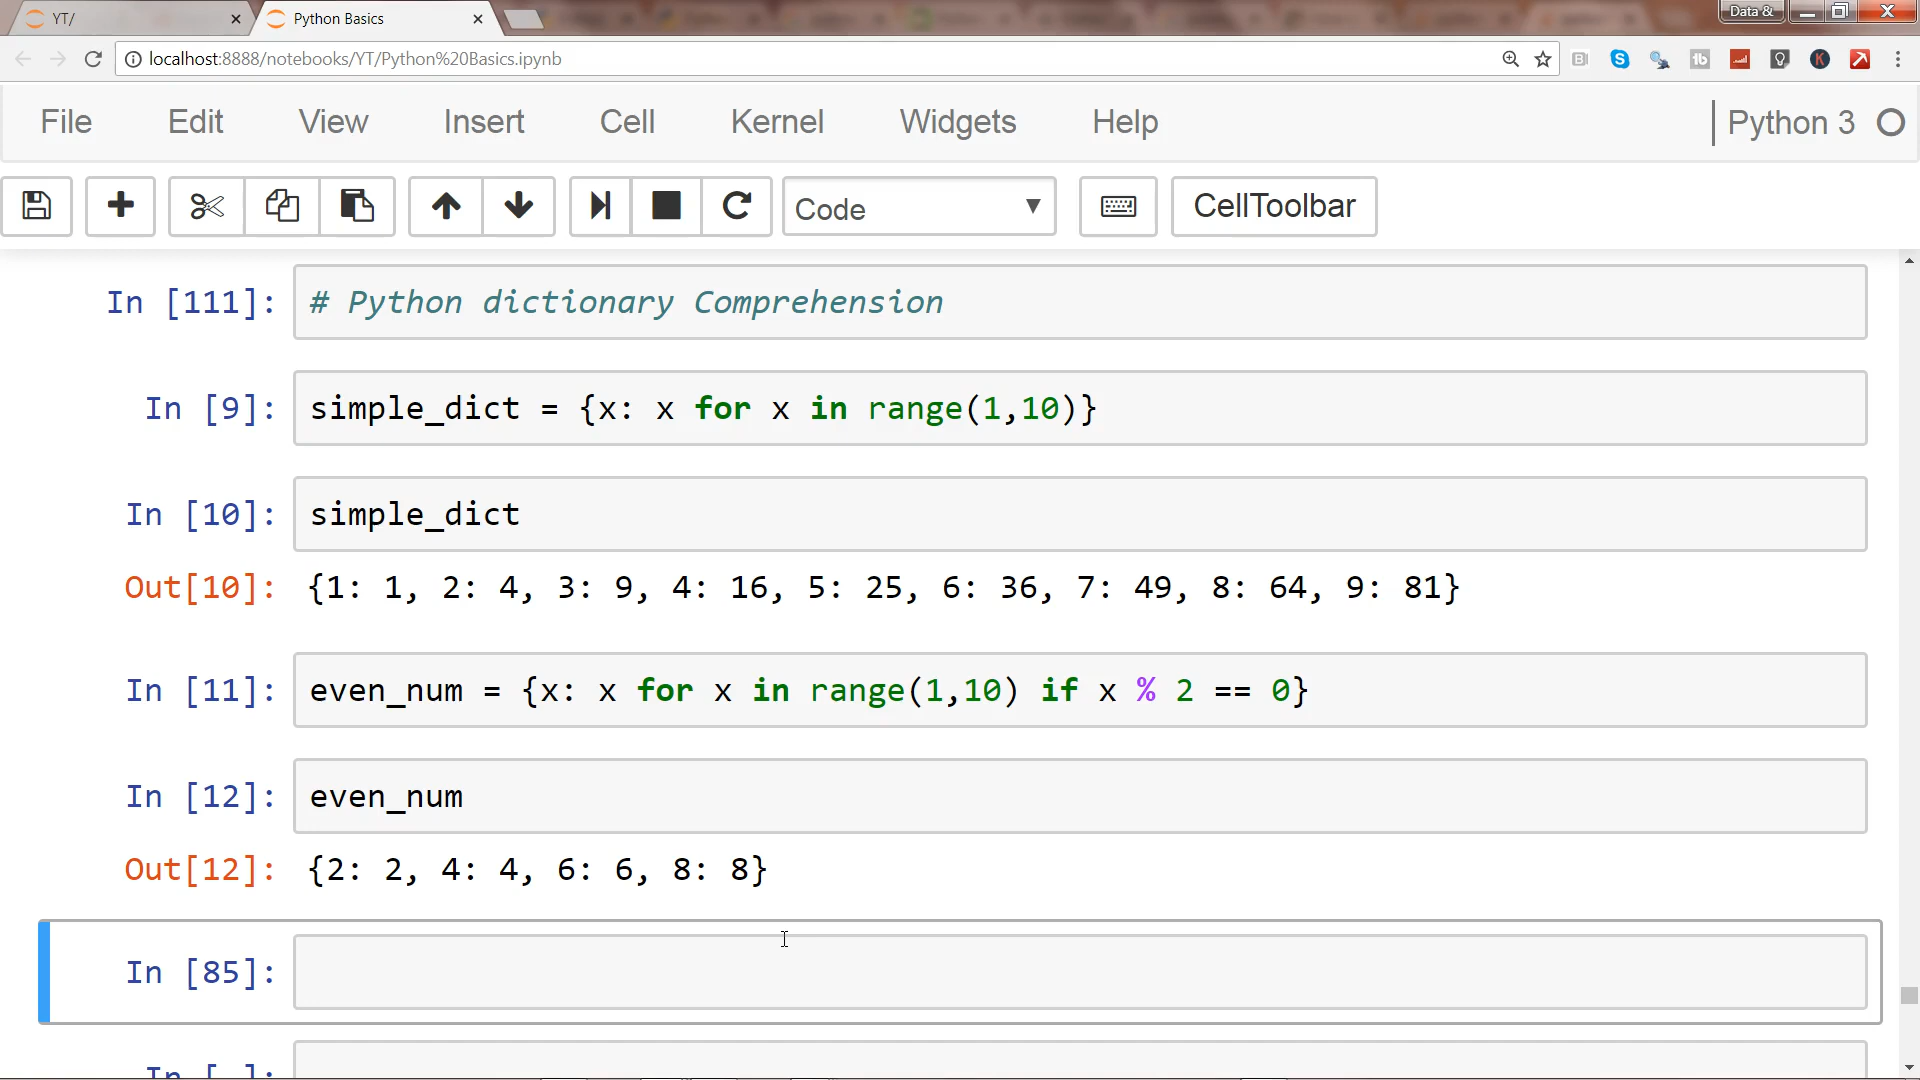 YT/
Python Basics
Data &
localhost:8888/notebooks/YT/Python%20Basics.ipynb
File Edit View Insert Cell Kernel Widgets Help Python 3
Code CellToolbar
In [111]: # Python dictionary Comprehension
In [9]: simple_dict = {x: x for x in range(1,10)}
In [10]: simple_dict
Out[10]: {1: 1, 2: 4, 3: 9, 4: 16, 5: 25, 6: 36, 7: 49, 8: 64, 9: 81}
In [11]: even_num = {x: x for x in range(1,10) if x % 2 == 0}
In [12]: even_num
Out[12]: {2: 2, 4: 4, 6: 6, 8: 8}
In [85]:
In [ ]: